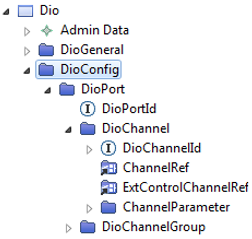 Dio
Admin Data
DioGeneral
DioConfig
DioPort
DioPortId
DioChannel
DioChannelId
ChannelRef
ExtControlChannelRef
ChannelParameter
DioChannelGroup